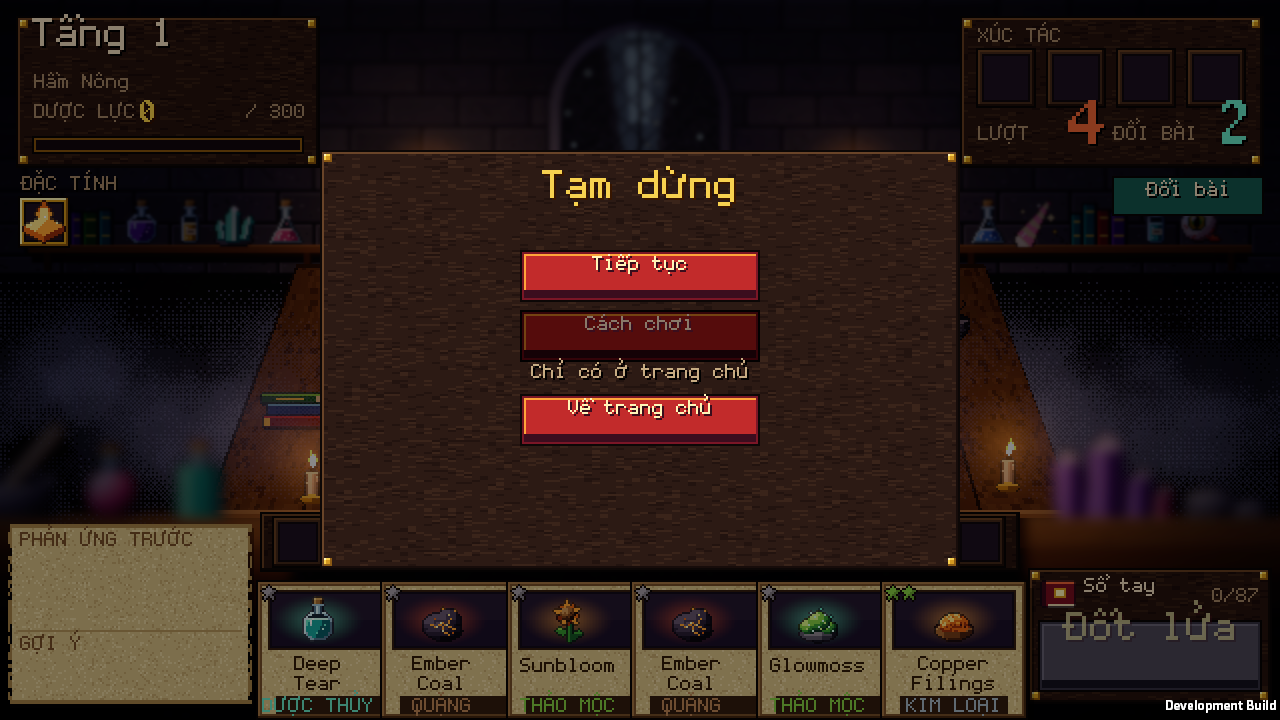 Tầng 1
Hầm Nông
DƯỢC LỰC 0 / 300
ĐẶC TÍNH
XÚC TÁC
LƯỢT 4 ĐỔI BÀI 2
Đổi bài
Tạm dừng
Tiếp tục
Cách chơi
Chỉ có ở trang chủ
Về trang chủ
PHẢN ỨNG TRƯỚC
GỢI Ý
Deep Tear
DƯỢC THỦY
Ember Coal
QUẶNG
Sunbloom
THẢO MỘC
Ember Coal
QUẶNG
Glowmoss
THẢO MỘC
Copper Filings
KIM LOẠI
Sổ tay 0/87
Đốt lửa
Development Build